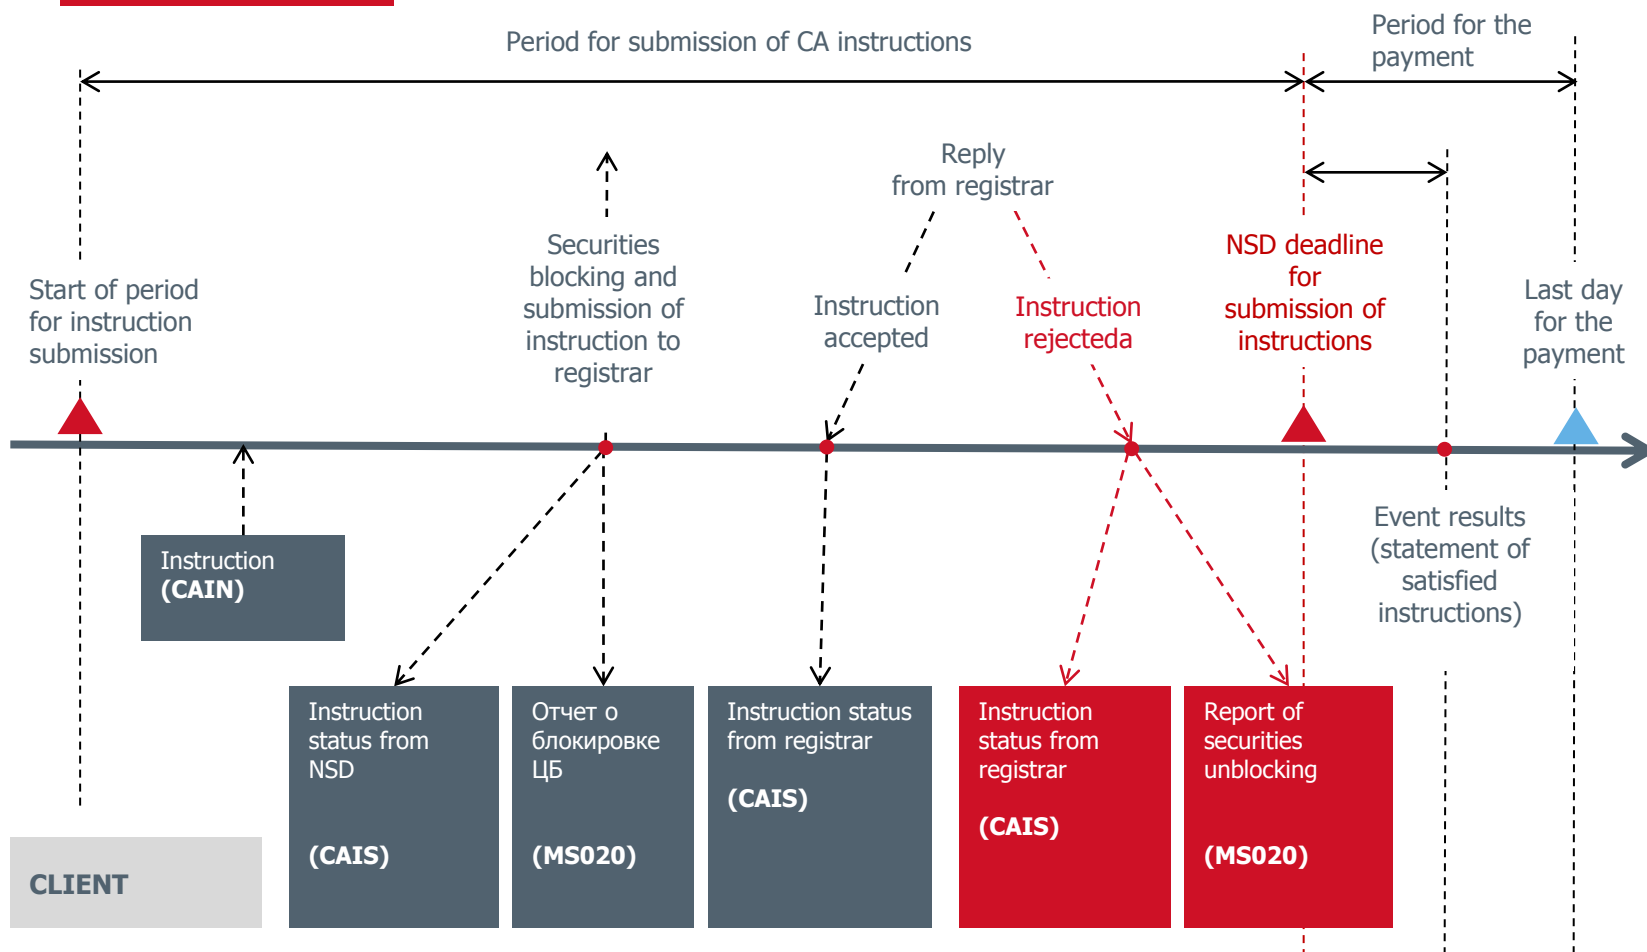 Period for submission of CA instructions
Period for the
payment
Reply
from registrar
Start of period
for instruction
submission
Securities
blocking and
submission of
instruction to
registrar
Instruction
accepted
Instruction
rejecteda
NSD deadline
for
submission of
instructions
Last day
for the
payment
Instruction
(CAIN)
Event results
(statement of
satisfied
instructions)
Instruction
status from
NSD
(CAIS)
Отчет о
блокировке
ЦБ
(MS020)
Instruction status
from registrar
(CAIS)
Instruction
status from
registrar
(CAIS)
Report of
securities
unblocking
(MS020)
CLIENT